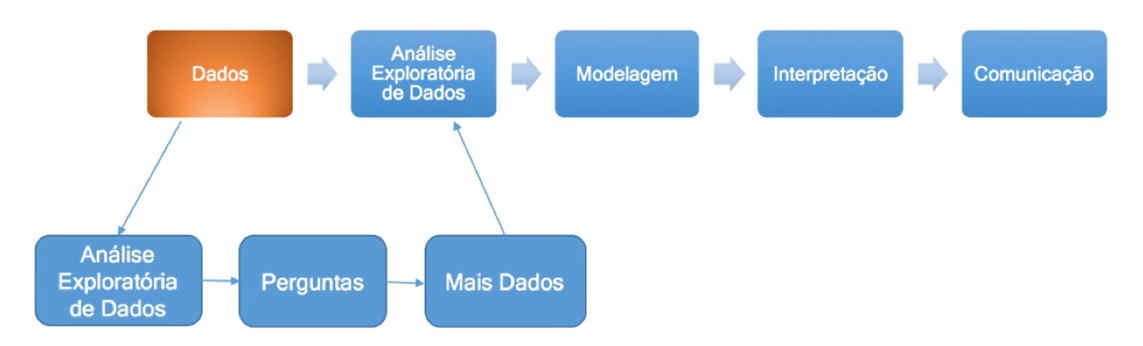 Dados
Análise
Exploratória
de Dados
Modelagem
Interpretação
Comunicação
Análise
Exploratória
de Dados
Perguntas
Mais Dados